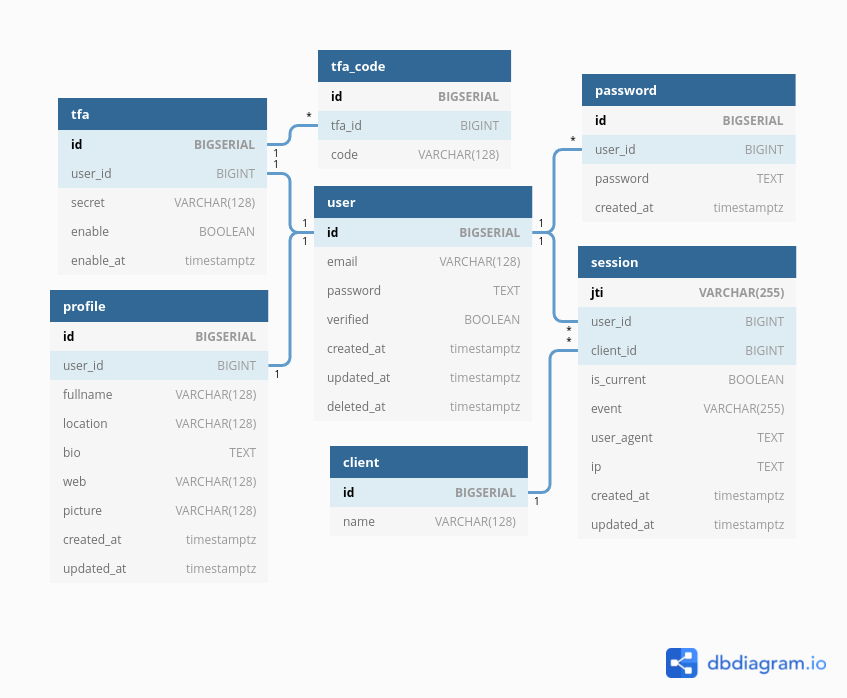 tfa_code
id BIGSERIAL
tfa_id BIGINT
code VARCHAR(128)
*
tfa
id BIGSERIAL
user_id BIGINT
secret VARCHAR(128)
enable BOOLEAN
enable_at timestamptz
1
1
password
id BIGSERIAL
user_id BIGINT
password TEXT
created_at timestamptz
*
user
id BIGSERIAL
email VARCHAR(128)
password TEXT
verified BOOLEAN
created_at timestamptz
updated_at timestamptz
deleted_at timestamptz
1
1
1
1
session
jti VARCHAR(255)
user_id BIGINT
client_id BIGINT
is_current BOOLEAN
event VARCHAR(255)
user_agent TEXT
ip TEXT
created_at timestamptz
updated_at timestamptz
*
*
profile
id BIGSERIAL
user_id BIGINT
fullname VARCHAR(128)
location VARCHAR(128)
bio TEXT
web VARCHAR(128)
picture VARCHAR(128)
created_at timestamptz
updated_at timestamptz
1
client
id BIGSERIAL
name VARCHAR(128)
1
dbdiagram.io